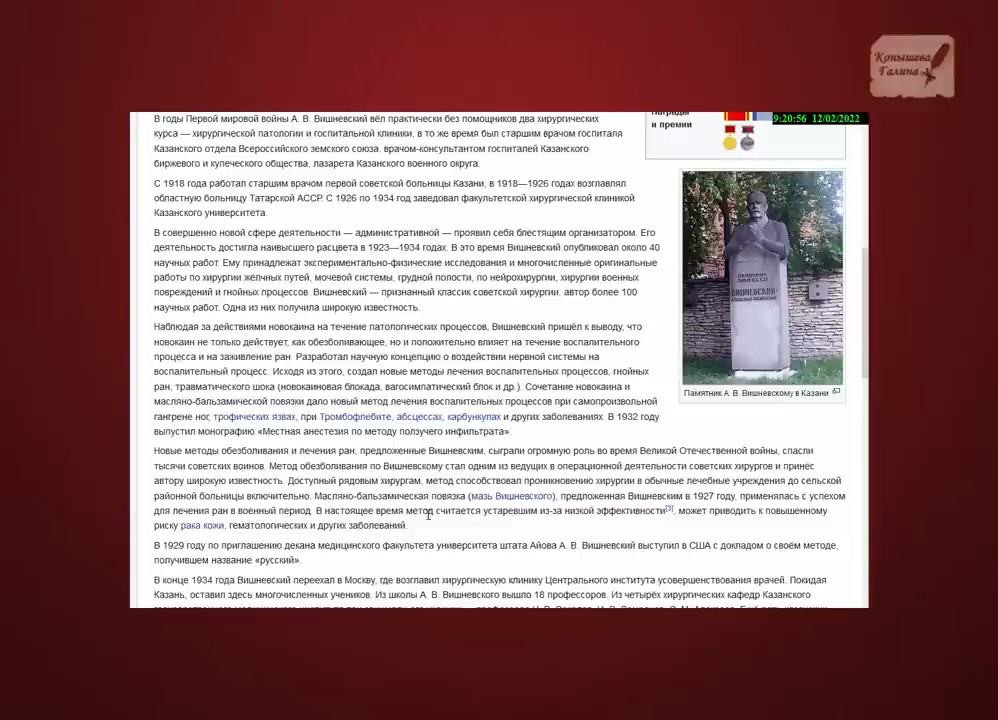 Конышева
Галина
Награды
и премии
9:20:56 12/02/2022
В годы Первой мировой войны А. В. Вишневский вёл практически без помощников два хирургических
курса — хирургической патологии и госпитальной клиники, в то же время был старшим врачом госпиталя
Казанского отдела Всероссийского земского союза. врачом-консультантом госпиталей Казанского
биржевого и купеческого общества, лазарета Казанского военного округа.
С 1918 года работал старшим врачом первой советской больницы Казани, в 1918—1926 годах возглавлял
областную больницу Татарской АССР. С 1926 по 1934 год заведовал факультетской хирургической клиникой
Казанского университета.
В совершенно новой сфере деятельности — административной — проявил себя блестящим организатором. Его
деятельность достигла наивысшего расцвета в 1923—1934 годах. В это время Вишневский опубликовал около 40
научных работ. Ему принадлежат экспериментально-физические исследования и многочисленные оригинальные
работы по хирургии желчных путей, мочевой системы, грудной полости, по нейрохирургии, хирургии военных
повреждений и гнойных процессов. Вишневский — признанный классик советской хирургии. автор более 100
научных работ. Одна из них получила широкую известность.
Наблюдая за действиями новокаина на течение патологических процессов, Вишневский пришёл к выводу, что
новокаин не только действует, как обезболивающее, но и положительно влияет на течение воспалительного
процесса и на заживление ран. Разработал научную концепцию о воздействии нервной системы на
воспалительный процесс. Исходя из этого, создал новые методы лечения воспалительных процессов, гнойных
ран, травматического шока (новокаиновая блокада, вагосимпатический блок и др.). Сочетание новокаина и
масляно-бальзамической повязки дало новый метод лечения воспалительных процессов при самопроизвольной
гангрене ног, трофических язвах, при Тромбофлебите, абсцессах, карбункулах и других заболеваниях. В 1932 году
выпустил монографию «Местная анестезия по методу ползучего инфильтрата».
Памятник А. В. Вишневскому в Казани
Новые методы обезболивания и лечения ран, предложенные Вишневским, сыграли огромную роль во время Великой Отечественной войны, спасли
тысячи советских воинов. Метод обезболивания по Вишневскому стал одним из ведущих в операционной деятельности советских хирургов и принёс
автору широкую известность. Доступный рядовым хирургам, метод способствовал проникновению хирургии в обычные лечебные учреждения до сельской
районной больницы включительно. Масляно-бальзамическая повязка (мазь Вишневского), предложенная Вишневским в 1927 году, применялась с успехом
для лечения ран в военный период. В настоящее время метод считается устаревшим из-за низкой эффективности[3], может приводить к повышенному
риску рака кожи, гематологических и других заболеваний.
В 1929 году по приглашению декана медицинского факультета университета штата Айова А. В. Вишневский выступил в США с докладом о своём методе,
получившем название «русский».
В конце 1934 года Вишневский переехал в Москву, где возглавил хирургическую клинику Центрального института усовершенствования врачей. Покидая
Казань, оставил здесь многочисленных учеников. Из школы А. В. Вишневского вышло 18 профессоров. Из четырёх хирургических кафедр Казанского